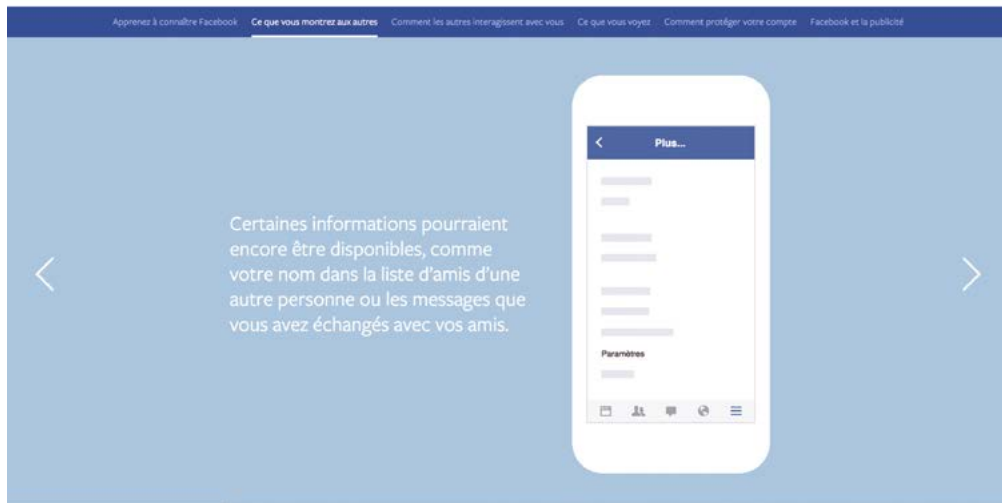 Apprenez à connaître Facebook Ce que vous montrez aux autres Comment les autres interagissent avec vous Ce que vous voyez Comment protéger votre compte Facebook et la publicité
Plus...
Certaines informations pourraient
encore être disponibles, comme
votre nom dans la liste d'amis d'une
autre personne ou les messages que
vous avez échangés avec vos amis.
Paramètres